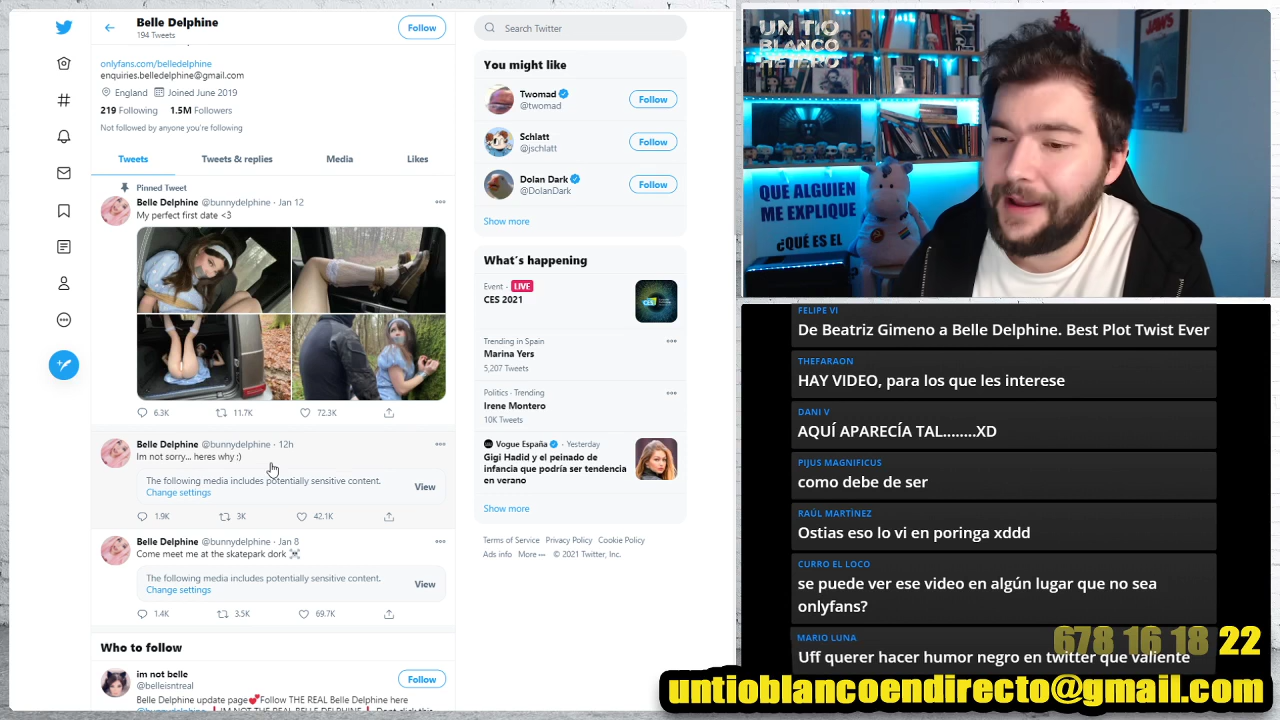 Belle Delphine
194 Tweets
Follow
onlyfans.com/belledelphine
enquiries.belledelphine@gmail.com
England Joined June 2019
219 Following 1.5M Followers
Not followed by anyone you're following
Tweets Tweets & replies Media Likes
Pinned Tweet
Belle Delphine @bunnydelphine · Jan 12
My perfect first date <3
6.3K 11.7K 72.3K
Belle Delphine @bunnydelphine · 12h
Im not sorry... heres why :)
The following media includes potentially sensitive content.
Change settings
View
1.9K 3K 42.1K
Belle Delphine @bunnydelphine · Jan 8
Come meet me at the skatepark dork ☠️
The following media includes potentially sensitive content.
Change settings
View
1.4K 3.5K 69.7K
Who to follow
im not belle
@belleisntreal
Follow
Belle Delphine update page💕Follow THE REAL Belle Delphine here
Search Twitter
You might like
Twomad
@twomad
Follow
Schlatt
@jschlatt
Follow
Dolan Dark
@DolanDark
Follow
Show more
What's happening
Event · LIVE
CES 2021
Trending in Spain
Marina Yers
5,207 Tweets
Politics · Trending
Irene Montero
10K Tweets
Vogue España · Yesterday
Gigi Hadid y el peinado de
infancia que podría ser tendencia
en verano
Show more
Terms of Service Privacy Policy Cookie Policy
Ads info More ··· © 2021 Twitter, Inc.
UN TIO
BLANCO
HETERO
JAWS
QUE ALGUIEN
ME EXPLIQUE
¿QUÉ ES EL
FELIPE VI
De Beatriz Gimeno a Belle Delphine. Best Plot Twist Ever
THEFARAON
HAY VIDEO, para los que les interese
DANI V
AQUÍ APARECÍA TAL........XD
PIJUS MAGNIFICUS
como debe de ser
RAÚL MARTÍNEZ
Ostias eso lo vi en poringa xddd
CURRO EL LOCO
se puede ver ese video en algún lugar que no sea
onlyfans?
MARIO LUNA
Uff querer hacer humor negro en twitter que valiente
678 16 18 22
untioblancoendirecto@gmail.com